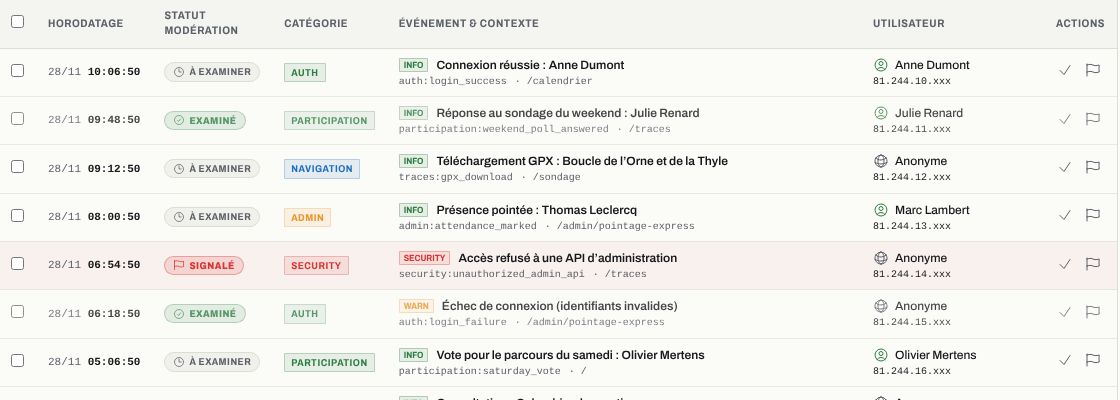 HORODATAGE
STATUT
MODÉRATION
CATÉGORIE
ÉVÉNEMENT & CONTEXTE
UTILISATEUR
ACTIONS
28/11 10:06:50
À EXAMINER
AUTH
INFO Connexion réussie : Anne Dumont
auth:login_success · /calendrier
Anne Dumont
81.244.10.xxx
28/11 09:48:50
EXAMINÉ
PARTICIPATION
INFO Réponse au sondage du weekend : Julie Renard
participation:weekend_poll_answered · /traces
Julie Renard
81.244.11.xxx
28/11 09:12:50
À EXAMINER
NAVIGATION
INFO Téléchargement GPX : Boucle de l’Orne et de la Thyle
traces:gpx_download · /sondage
Anonyme
81.244.12.xxx
28/11 08:00:50
À EXAMINER
ADMIN
INFO Présence pointée : Thomas Leclercq
admin:attendance_marked · /admin/pointage-express
Marc Lambert
81.244.13.xxx
28/11 06:54:50
SIGNALÉ
SECURITY
SECURITY Accès refusé à une API d’administration
security:unauthorized_admin_api · /traces
Anonyme
81.244.14.xxx
28/11 06:18:50
EXAMINÉ
AUTH
WARN Échec de connexion (identifiants invalides)
auth:login_failure · /admin/pointage-express
Anonyme
81.244.15.xxx
28/11 05:06:50
À EXAMINER
PARTICIPATION
INFO Vote pour le parcours du samedi : Olivier Mertens
participation:saturday_vote · /
Olivier Mertens
81.244.16.xxx